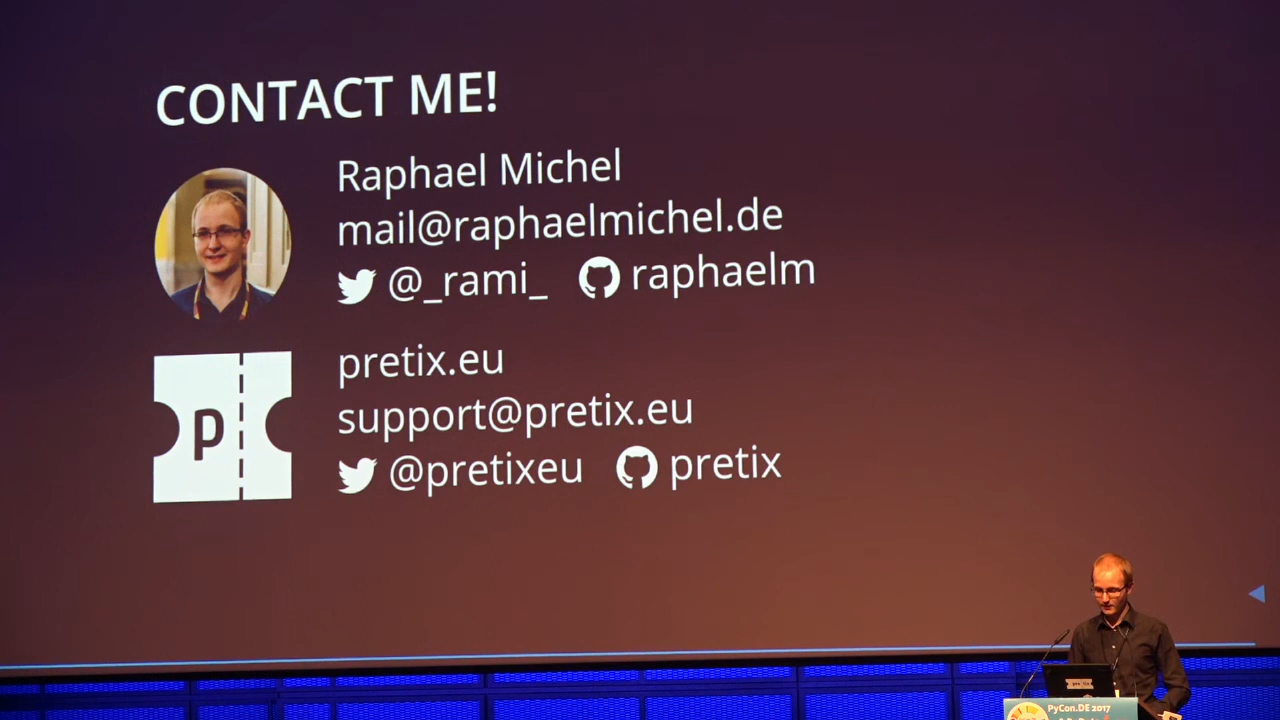 CONTACT ME!
Raphael Michel
mail@raphaelmichel.de
@_rami_ raphaelm
pretix.eu
support@pretix.eu
@pretixeu pretix
p
PyCon.DE 2017